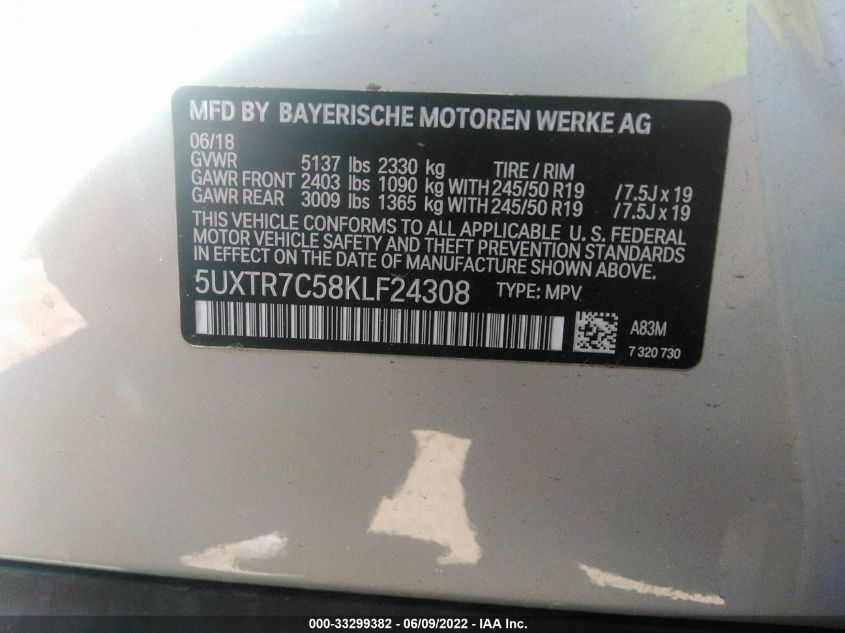 MFD BY BAYERISCHE MOTOREN WERKE AG
06/18
GVWR 5137 lbs 2330 kg TIRE / RIM
GAWR FRONT 2403 lbs 1090 kg WITH 245/50 R19 /7.5J x 19
GAWR REAR 3009 lbs 1365 kg WITH 245/50 R19 /7.5J x 19
THIS VEHICLE CONFORMS TO ALL APPLICABLE U. S. FEDERAL
MOTOR VEHICLE SAFETY AND THEFT PREVENTION STANDARDS
IN EFFECT ON THE DATE OF MANUFACTURE SHOWN ABOVE.
5UXTR7C58KLF24308 TYPE: MPV
A83M
7 320 730
000-33299382 - 06/09/2022 - IAA Inc.